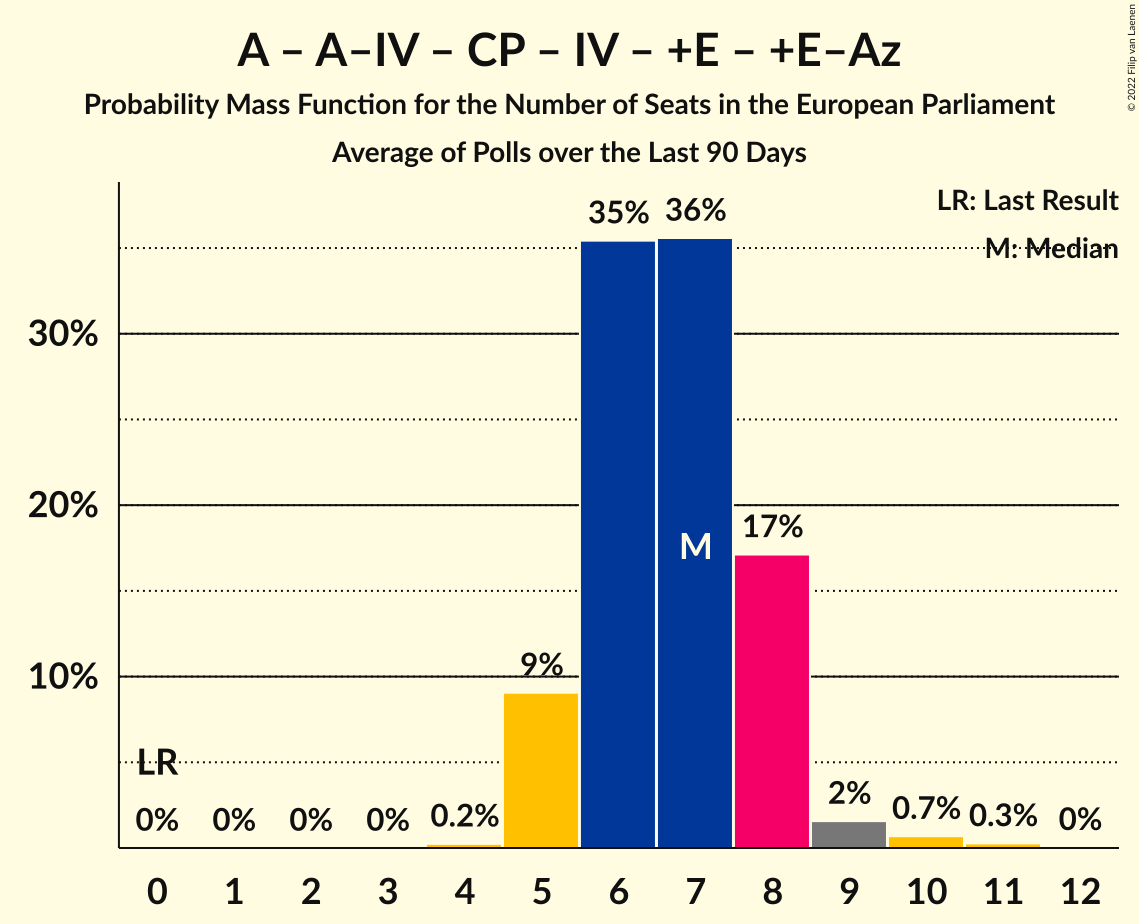 A – A–IV – CP – IV – +E – +E–Az
Probability Mass Function for the Number of Seats in the European Parliament
Average of Polls over the Last 90 Days
© 2022 Filip van Laenen
LR: Last Result
M: Median
35% 36%
30%
20%
17%
M
10%
9%
LR
0% 0% 0% 0% 0.2% 2% 0.7% 0.3% 0%
0 1 2 3 4 5 6 7 8 9 10 11 12